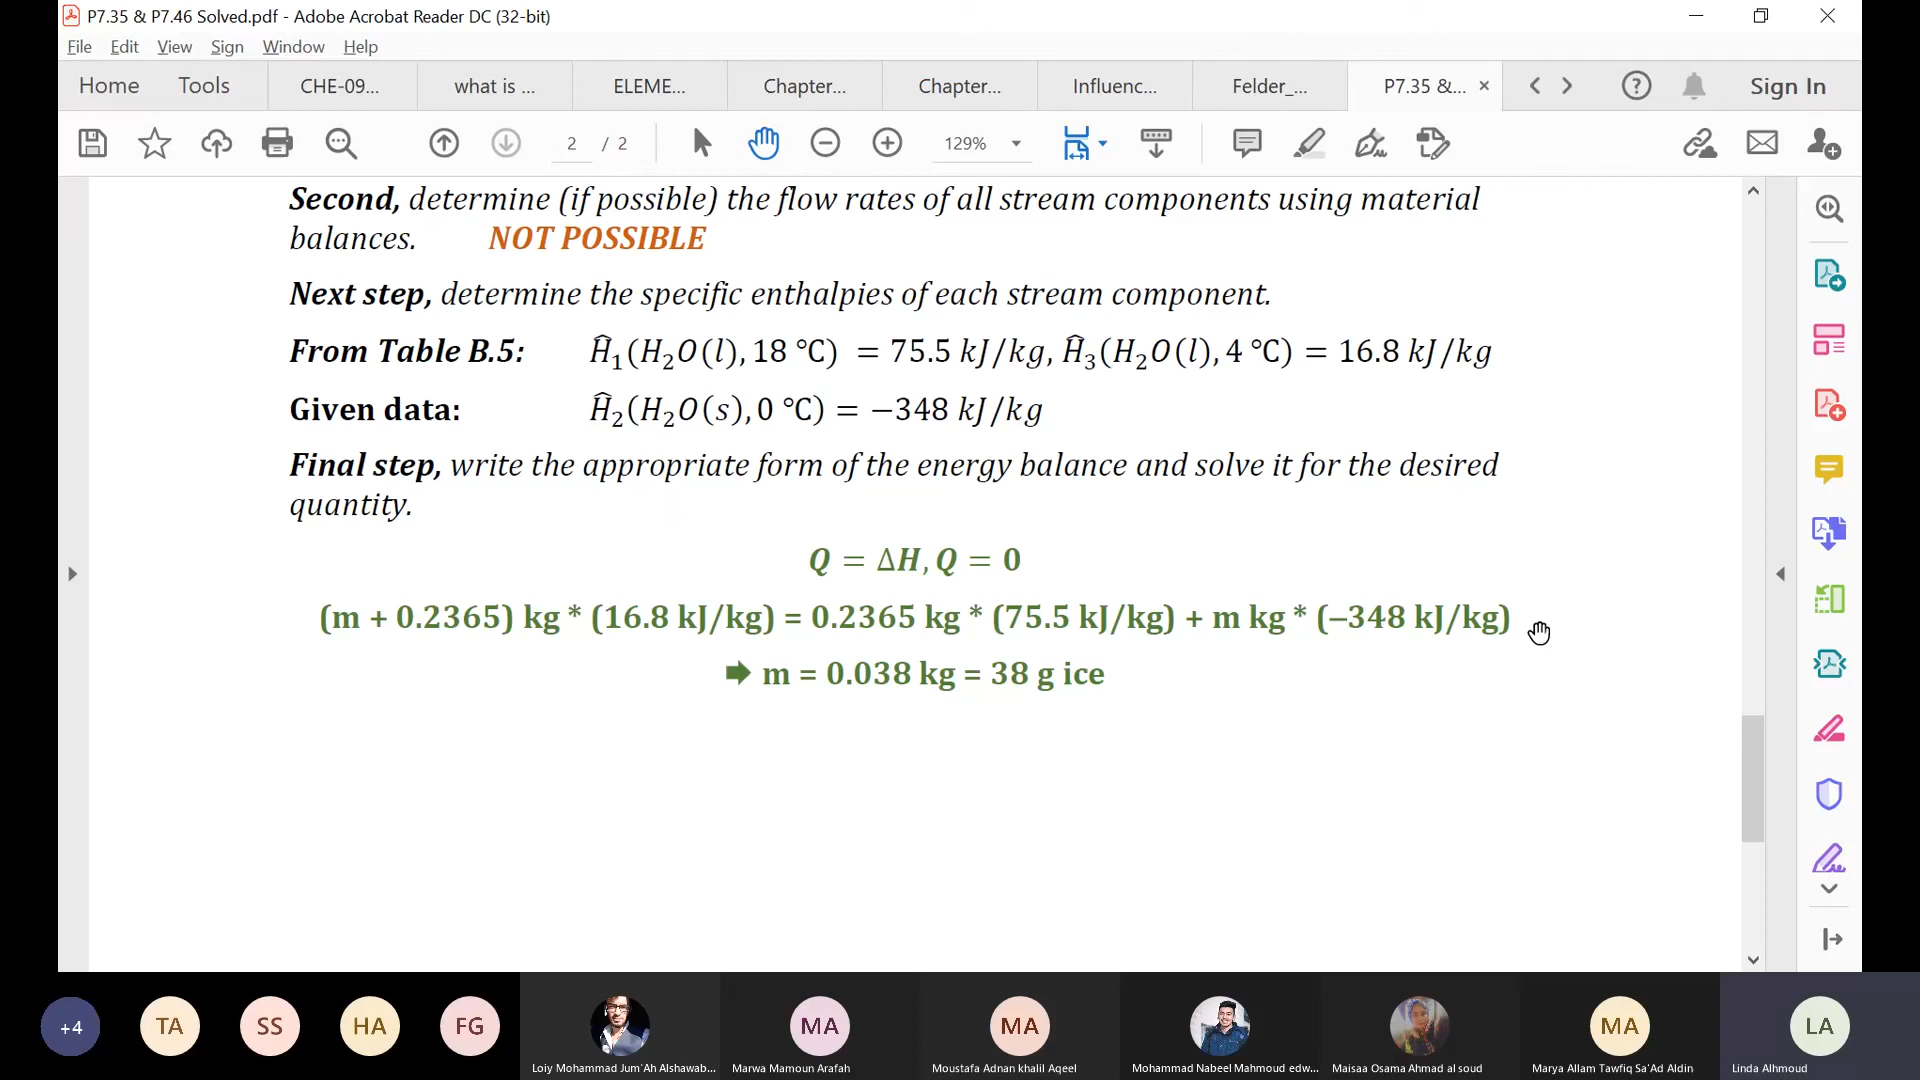 P7.35 & P7.46 Solved.pdf - Adobe Acrobat Reader DC (32-bit)
File Edit View Sign Window Help
Home Tools CHE-09... what is ... ELEME... Chapter... Chapter... Influenc... Felder_... P7.35 &... × Sign In
2 / 2 129%
Second, determine (if possible) the flow rates of all stream components using material
balances. NOT POSSIBLE
Next step, determine the specific enthalpies of each stream component.
From Table B.5: Ĥ₁(H₂O(l), 18 °C) = 75.5 kJ/kg, Ĥ₃(H₂O(l), 4 °C) = 16.8 kJ/kg
Given data: Ĥ₂(H₂O(s), 0 °C) = −348 kJ/kg
Final step, write the appropriate form of the energy balance and solve it for the desired
quantity.
Q = ΔH, Q = 0
(m + 0.2365) kg * (16.8 kJ/kg) = 0.2365 kg * (75.5 kJ/kg) + m kg * (–348 kJ/kg)
➡ m = 0.038 kg = 38 g ice
+4 TA SS HA FG MA MA MA LA
Loiy Mohammad Jum'Ah Alshawab... Marwa Mamoun Arafah Moustafa Adnan khalil Aqeel Mohammad Nabeel Mahmoud edw... Maisaa Osama Ahmad al soud Marya Allam Tawfiq Sa'Ad Aldin Linda Alhmoud